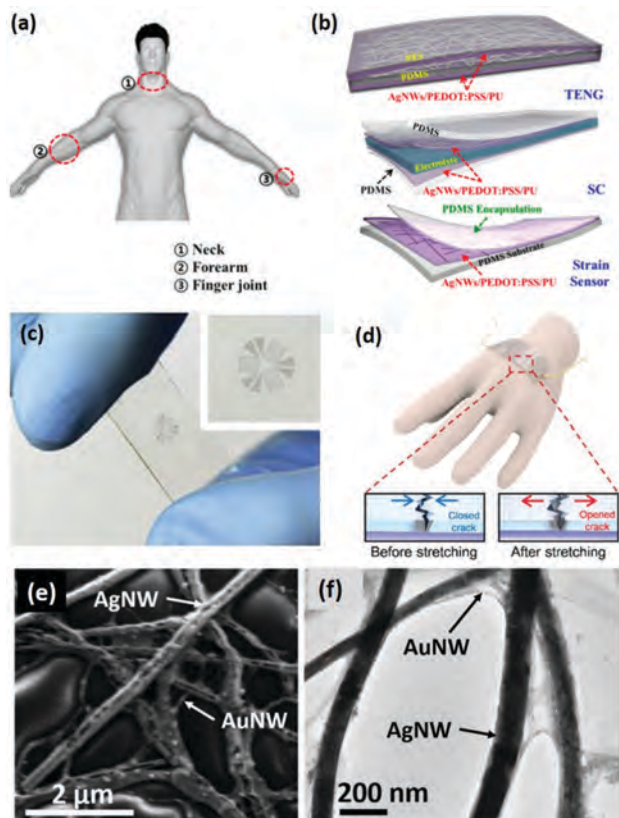 (a)
①
②
③
① Neck
② Forearm
③ Finger joint
(b)
PDMS
AgNWs/PEDOT:PSS/PU
TENG
PDMS
Electrolyte
PDMS
AgNWs/PEDOT:PSS/PU
SC
PDMS Encapsulation
PDMS Substrate
AgNWs/PEDOT:PSS/PU
Strain
Sensor
(c)
(d)
Closed
crack
Opened
crack
Before stretching
After stretching
(e)
AgNW
AuNW
2 μm
(f)
AuNW
AgNW
200 nm